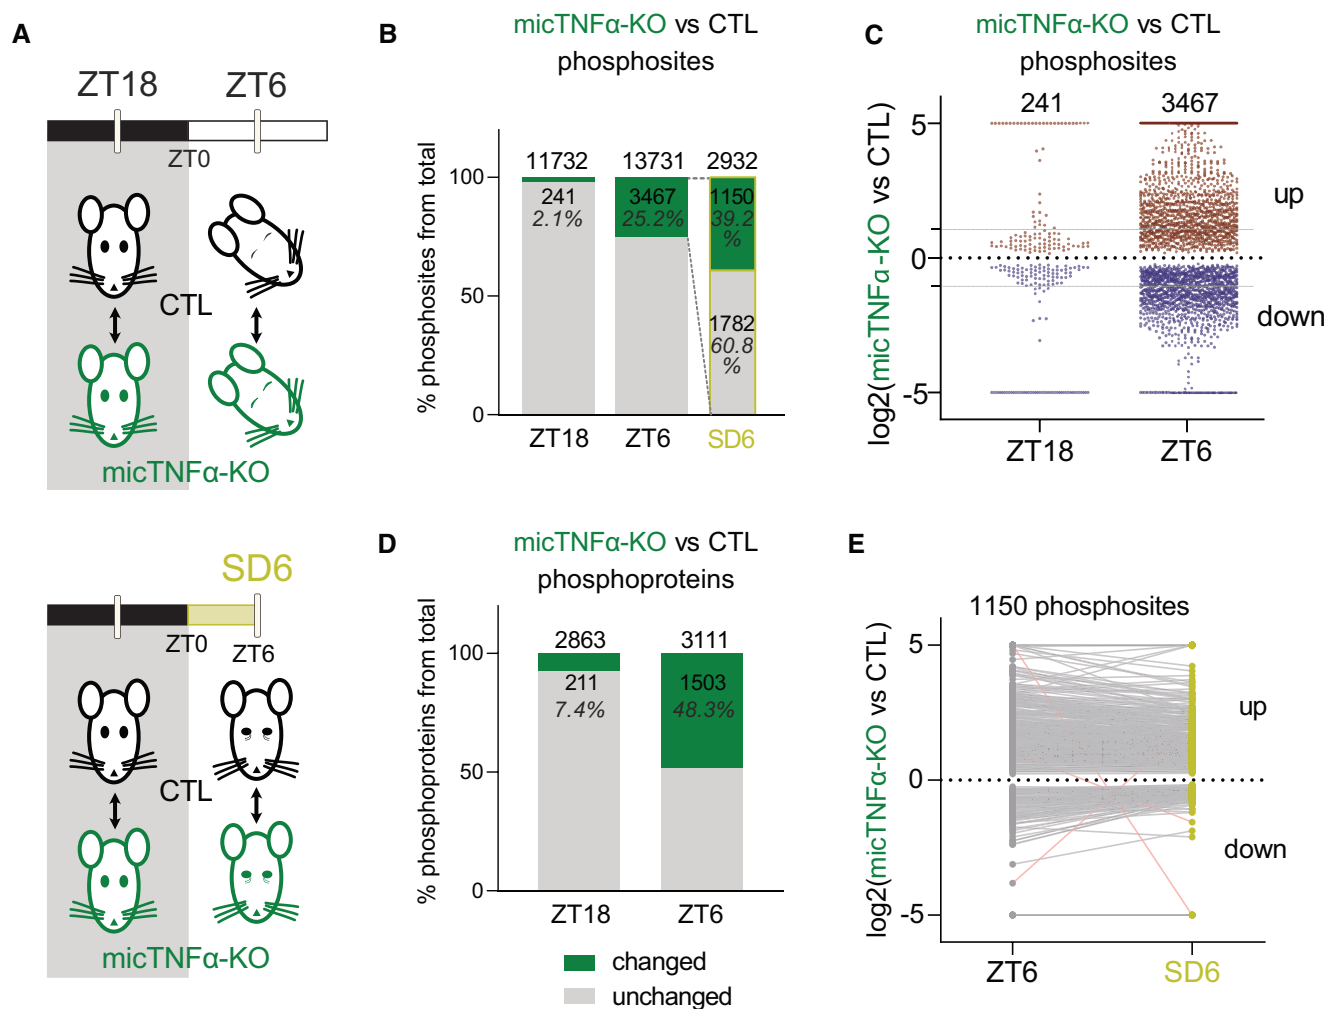 A
ZT18 ZT6
ZT0
CTL
micTNFα-KO
SD6
ZT0 ZT6
CTL
micTNFα-KO
B
micTNFα-KO vs CTL
phosphosites
% phosphosites from total
11732 13731 2932
100
241 3467 1150
2.1% 25.2% 39.2
%
50
1782
60.8
%
0
ZT18 ZT6 SD6
C
micTNFα-KO vs CTL
phosphosites
log2(micTNFα-KO vs CTL)
241 3467
5
up
0
down
-5
ZT18 ZT6
D
micTNFα-KO vs CTL
phosphoproteins
% phosphoproteins from total
2863 3111
100
211 1503
7.4% 48.3%
50
0
ZT18 ZT6
changed
unchanged
E
1150 phosphosites
log2(micTNFα-KO vs CTL)
5
up
0
down
-5
ZT6 SD6